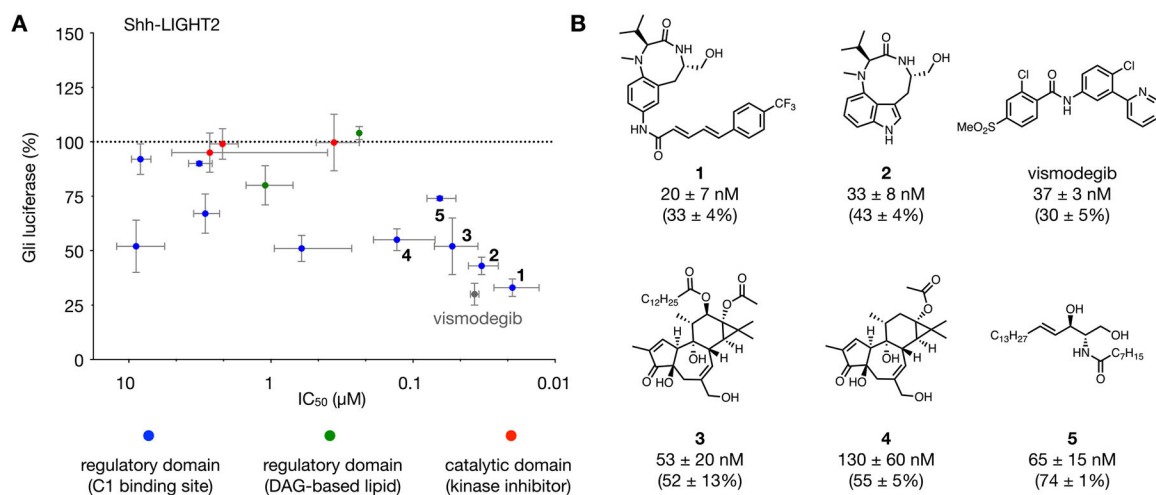 A
Shh-LIGHT2
Gli luciferase (%)
150
125
100
75
50
25
0
10
1
0.1
0.01
IC50 (µM)
5
4
3
2
1
vismodegib
regulatory domain
(C1 binding site)
regulatory domain
(DAG-based lipid)
catalytic domain
(kinase inhibitor)
B
O
N
NH
OH
HN
O
CF3
1
20 ± 7 nM
(33 ± 4%)
O
N
NH
OH
N
H
2
33 ± 8 nM
(43 ± 4%)
Cl
O
N
H
Cl
N
MeO2S
vismodegib
37 ± 3 nM
(30 ± 5%)
O
C12H25
O
O
O
H
OH
H
H
O
HO
OH
3
53 ± 20 nM
(52 ± 13%)
O
O
H
OH
H
H
O
HO
OH
4
130 ± 60 nM
(55 ± 5%)
OH
C13H27
OH
HN
C7H15
O
5
65 ± 15 nM
(74 ± 1%)